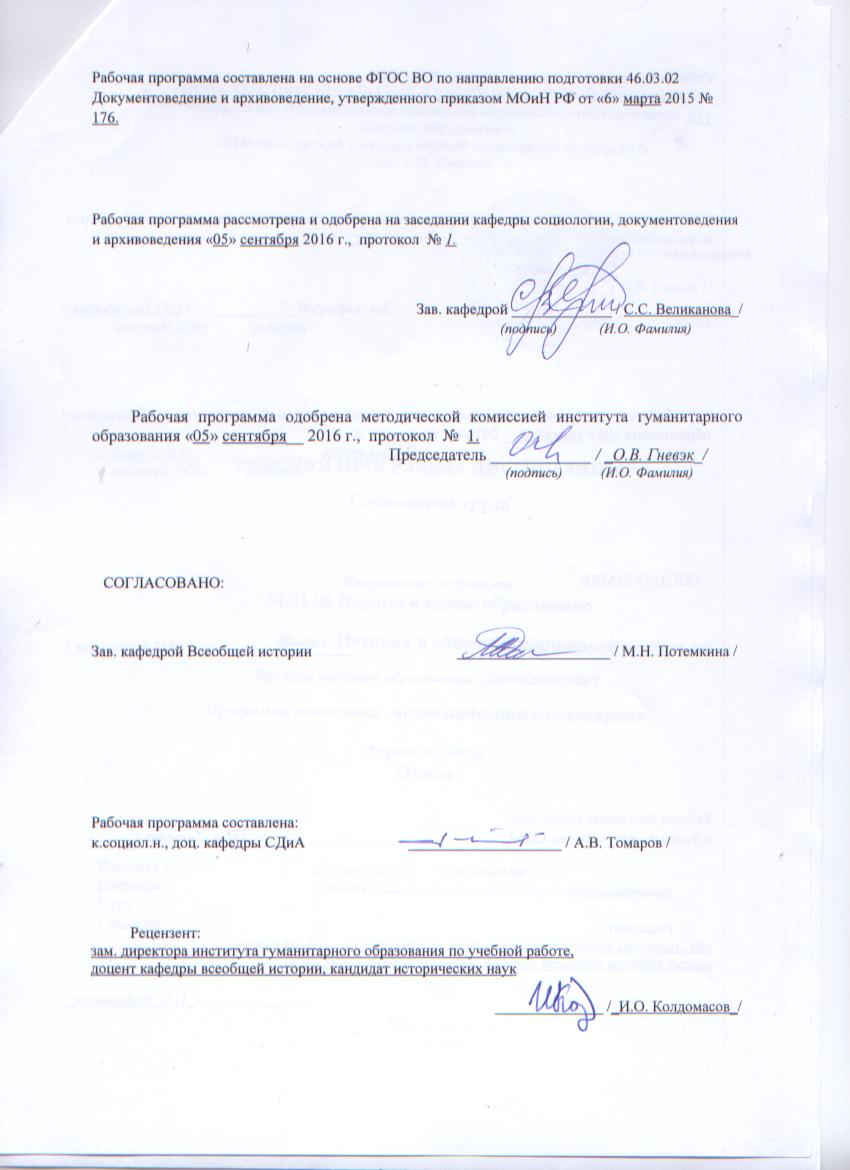 Рабочая программа составлена на основе ФГОС ВО по направлению подготовки 46.03.02
Документоведение и архивоведение, утвержденного приказом МОиН РФ от «6» марта 2015 №
176.
Рабочая программа рассмотрена и одобрена на заседании кафедры социологии, документоведения
и архивоведения «05» сентября 2016 г., протокол № 1.
Зав. кафедрой / С.С. Великанова /
(подпись) (И.О. Фамилия)
Рабочая программа одобрена методической комиссией института гуманитарного
образования «05» сентября 2016 г., протокол № 1.
Председатель / О.В. Гневэк /
(подпись) (И.О. Фамилия)
СОГЛАСОВАНО:
Зав. кафедрой Всеобщей истории / М.Н. Потемкина /
Рабочая программа составлена:
к.социол.н., доц. кафедры СДиА / А.В. Томаров /
Рецензент:
зам. директора института гуманитарного образования по учебной работе,
доцент кафедры всеобщей истории, кандидат исторических наук
/ И.О. Колдомасов /